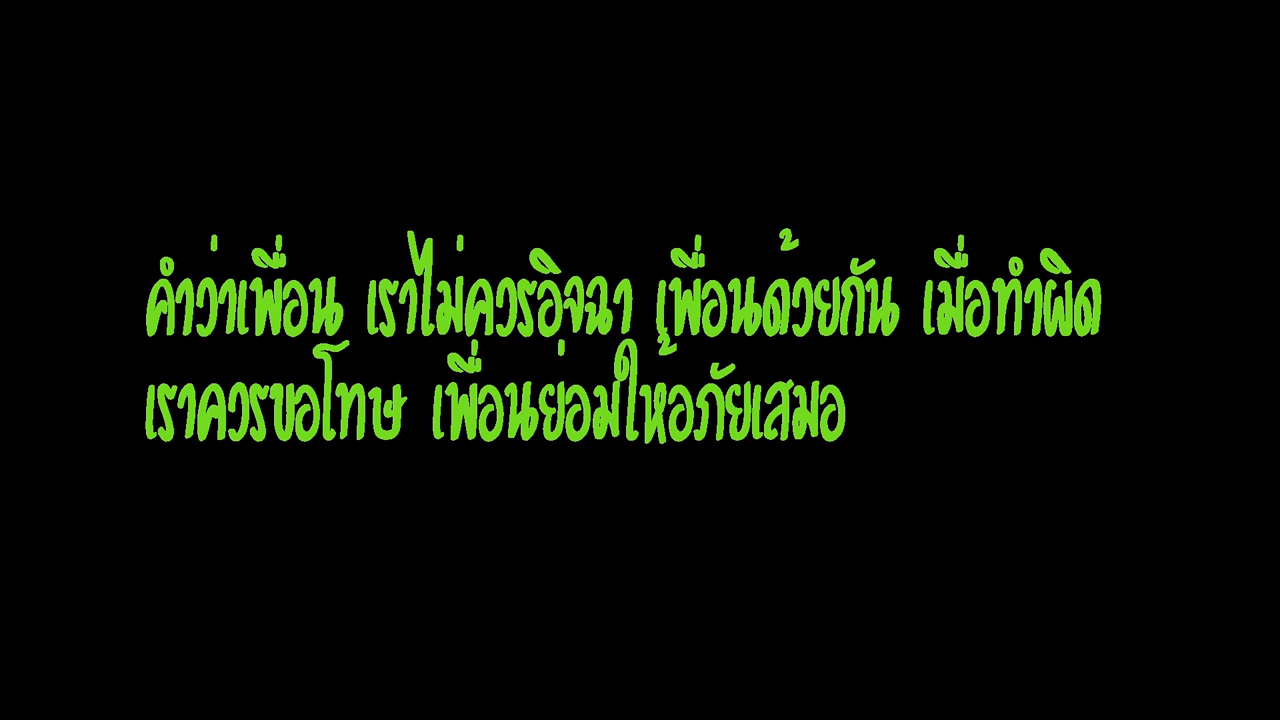 คำว่าเพื่อน เราไม่ควรอิจฉา เพื่อนด้วยกัน เมื่อทำผิด
เราควรขอโทษ เพื่อนย่อมให้อภัยเสมอ